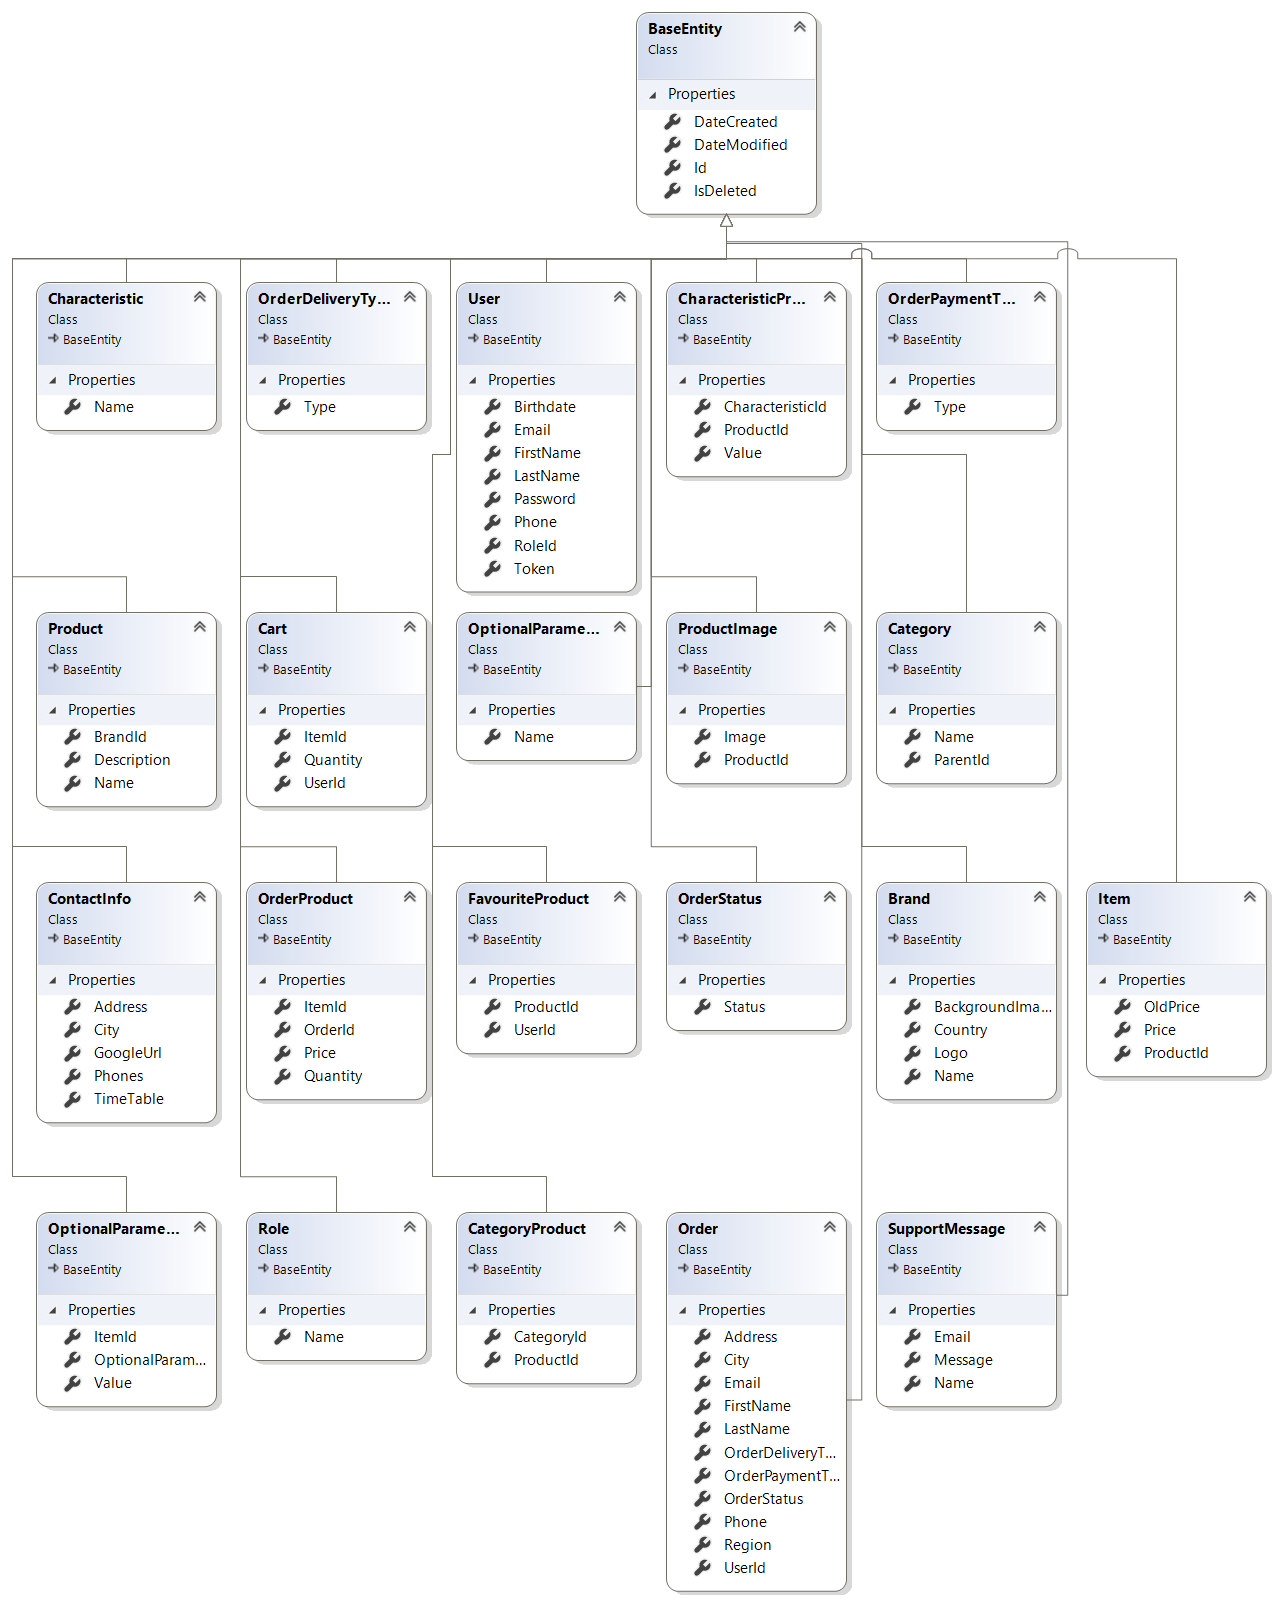 BaseEntity
Class
Properties
DateCreated
DateModified
Id
IsDeleted
Characteristic
Class
BaseEntity
Properties
Name
OrderDeliveryTy...
Class
BaseEntity
Properties
Type
User
Class
BaseEntity
Properties
Birthdate
Email
FirstName
LastName
Password
Phone
RoleId
Token
CharacteristicPr...
Class
BaseEntity
Properties
CharacteristicId
ProductId
Value
OrderPaymentT...
Class
BaseEntity
Properties
Type
Product
Class
BaseEntity
Properties
BrandId
Description
Name
Cart
Class
BaseEntity
Properties
ItemId
Quantity
UserId
OptionalParame...
Class
BaseEntity
Properties
Name
ProductImage
Class
BaseEntity
Properties
Image
ProductId
Category
Class
BaseEntity
Properties
Name
ParentId
ContactInfo
Class
BaseEntity
Properties
Address
City
GoogleUrl
Phones
TimeTable
OrderProduct
Class
BaseEntity
Properties
ItemId
OrderId
Price
Quantity
FavouriteProduct
Class
BaseEntity
Properties
ProductId
UserId
OrderStatus
Class
BaseEntity
Properties
Status
Brand
Class
BaseEntity
Properties
BackgroundIma...
Country
Logo
Name
Item
Class
BaseEntity
Properties
OldPrice
Price
ProductId
OptionalParame...
Class
BaseEntity
Properties
ItemId
OptionalParam...
Value
Role
Class
BaseEntity
Properties
Name
CategoryProduct
Class
BaseEntity
Properties
CategoryId
ProductId
Order
Class
BaseEntity
Properties
Address
City
Email
FirstName
LastName
OrderDeliveryT...
OrderPaymentT...
OrderStatus
Phone
Region
UserId
SupportMessage
Class
BaseEntity
Properties
Email
Message
Name